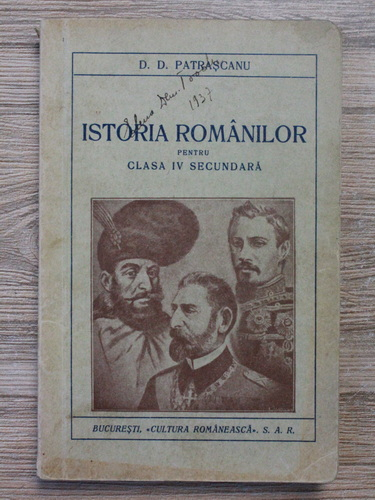 D. D. PATRAȘCANU
1937
ISTORIA ROMÂNILOR
PENTRU
CLASA IV SECUNDARĂ
BUCUREȘTI, «CULTURA ROMÂNEASCĂ». S. A. R.